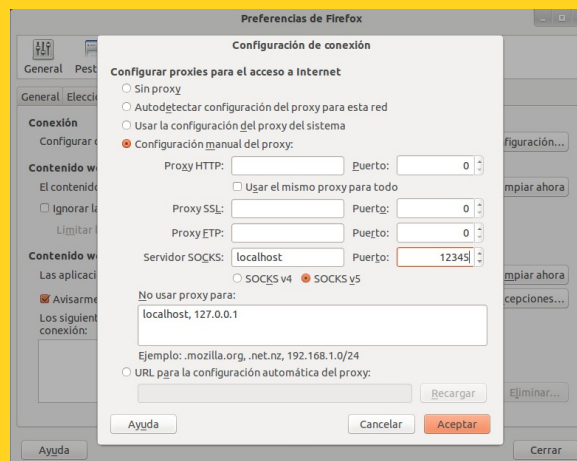 Preferencias de Firefox
Configuración de conexión
General
General
Conexión
Configurar
Contenido
El contenido
Ignorar la
Limitar
Contenido
Las aplicaci
Avisarme
Los siguient
conexión:
Configurar proxies para el acceso a Internet
Sin proxy
Autodetectar configuración del proxy para esta red
Usar la configuración del proxy del sistema
Configuración manual del proxy:
Proxy HTTP: Puerto: 0
Usar el mismo proxy para todo
Proxy SSL: Puerto: 0
Proxy FTP: Puerto: 0
Servidor SOCKS: localhost Puerto: 12345
SOCKS v4 SOCKS v5
No usar proxy para:
localhost, 127.0.0.1
Ejemplo: .mozilla.org, .net.nz, 192.168.1.0/24
URL para la configuración automática del proxy:
Recargar
Ayuda Cancelar Aceptar
figuración...
mpiar ahora
mpiar ahora
cepciones...
Eliminar...
Ayuda Cerrar